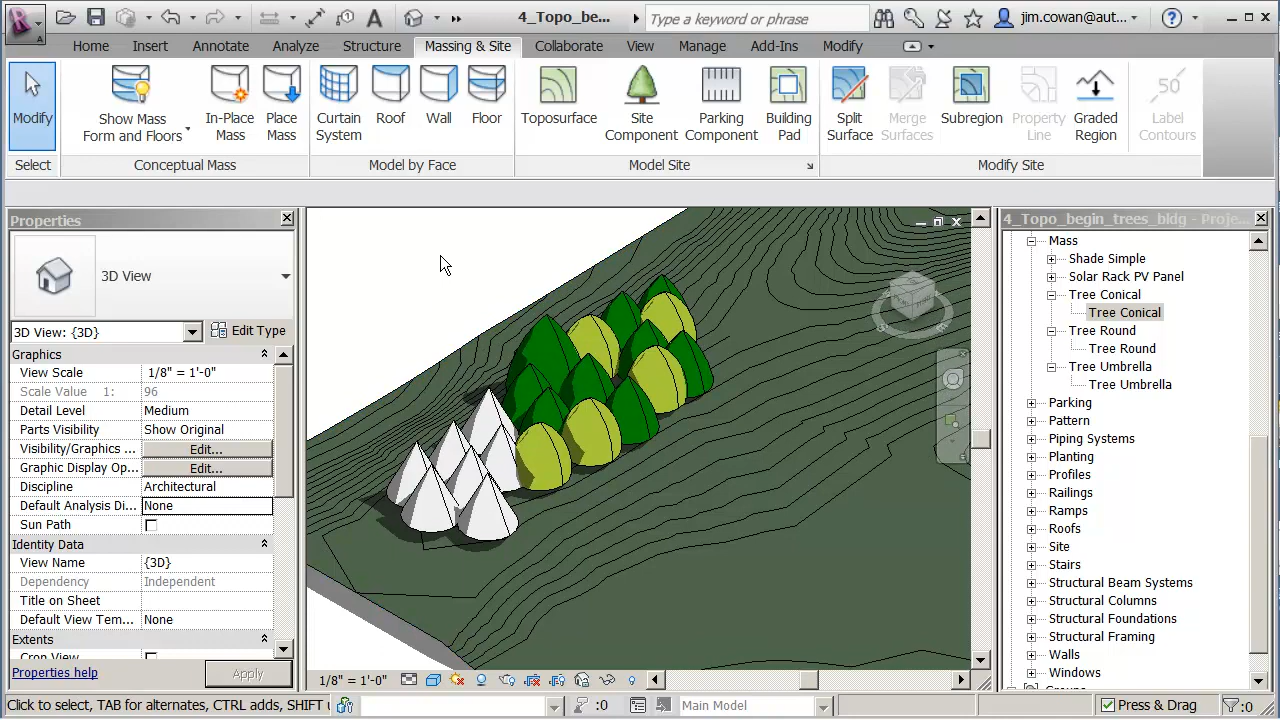 4_Topo_be...
Type a keyword or phrase
jim.cowan@aut...
Home Insert Annotate Analyze Structure Massing & Site Collaborate View Manage Add-Ins Modify
Modify
Show Mass
Form and Floors
In-Place
Mass
Place
Mass
Curtain
System
Roof
Wall
Floor
Toposurface
Site
Component
Parking
Component
Building
Pad
Split
Surface
Merge
Surfaces
Subregion
Property
Line
Graded
Region
50
Label
Contours
Select
Conceptual Mass
Model by Face
Model Site
Modify Site
Properties
3D View
3D View: {3D}
Edit Type
Graphics
View Scale 1/8" = 1'-0"
Scale Value 1: 96
Detail Level Medium
Parts Visibility Show Original
Visibility/Graphics ... Edit...
Graphic Display Op... Edit...
Discipline Architectural
Default Analysis Di... None
Sun Path
Identity Data
View Name {3D}
Dependency Independent
Title on Sheet
Default View Tem... None
Extents
Properties help
Apply
1/8" = 1'-0"
4_Topo_begin_trees_bldg - Proje...
Mass
Shade Simple
Solar Rack PV Panel
Tree Conical
Tree Conical
Tree Round
Tree Round
Tree Umbrella
Tree Umbrella
Parking
Pattern
Piping Systems
Planting
Profiles
Railings
Ramps
Roofs
Site
Stairs
Structural Beam Systems
Structural Columns
Structural Foundations
Structural Framing
Walls
Windows
Click to select, TAB for alternates, CTRL adds, SHIFT
:0
Main Model
Press & Drag
:0